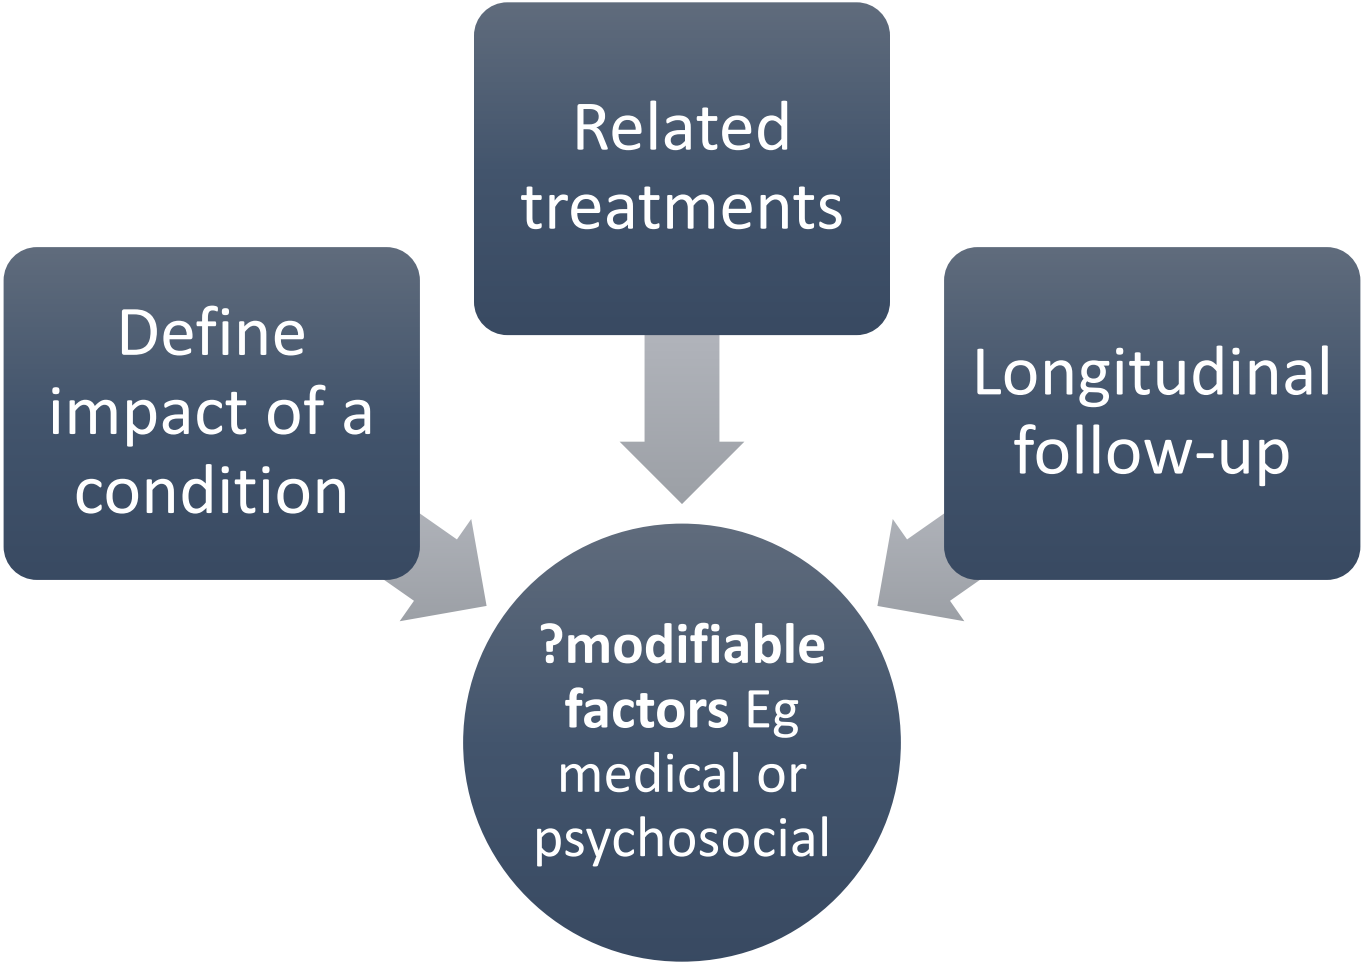 Related
treatments
Define
impact of a
condition
Longitudinal
follow-up
?modifiable
factors Eg
medical or
psychosocial